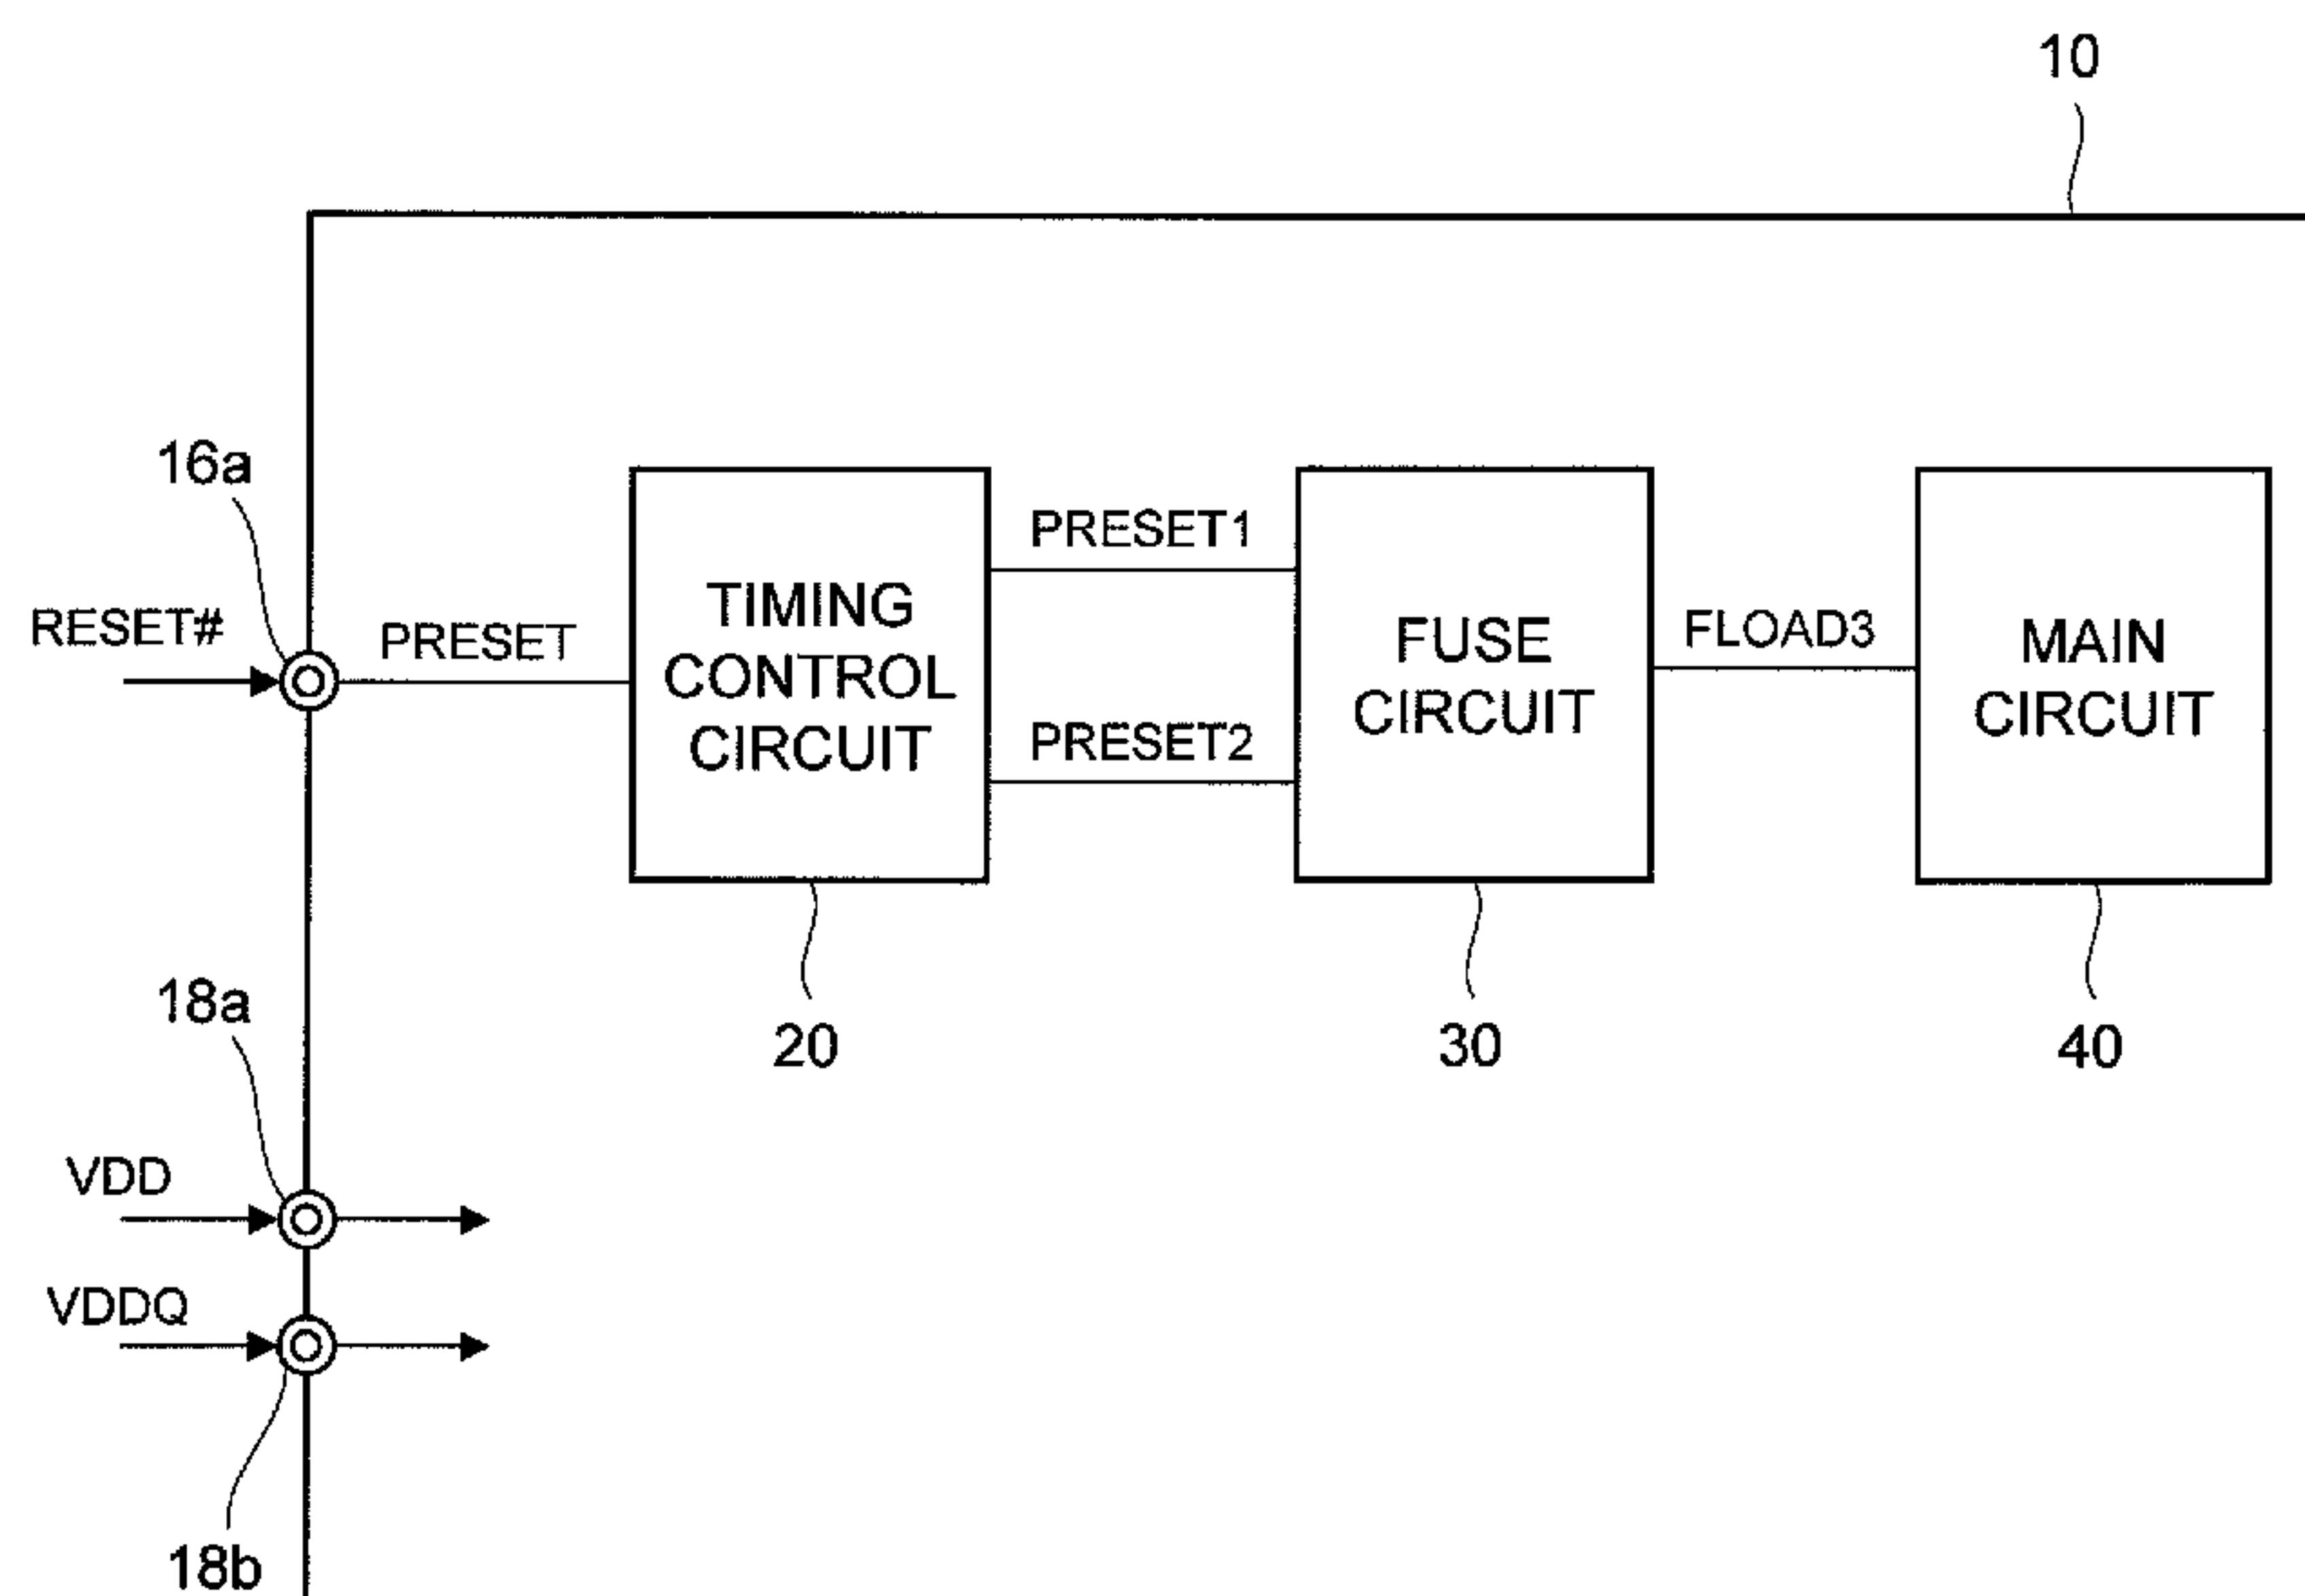 10
16a
RESET#
PRESET
TIMING
CONTROL
CIRCUIT
PRESET1
PRESET2
FUSE
CIRCUIT
FLOAD3
MAIN
CIRCUIT
20
30
40
18a
VDD
VDDQ
18b